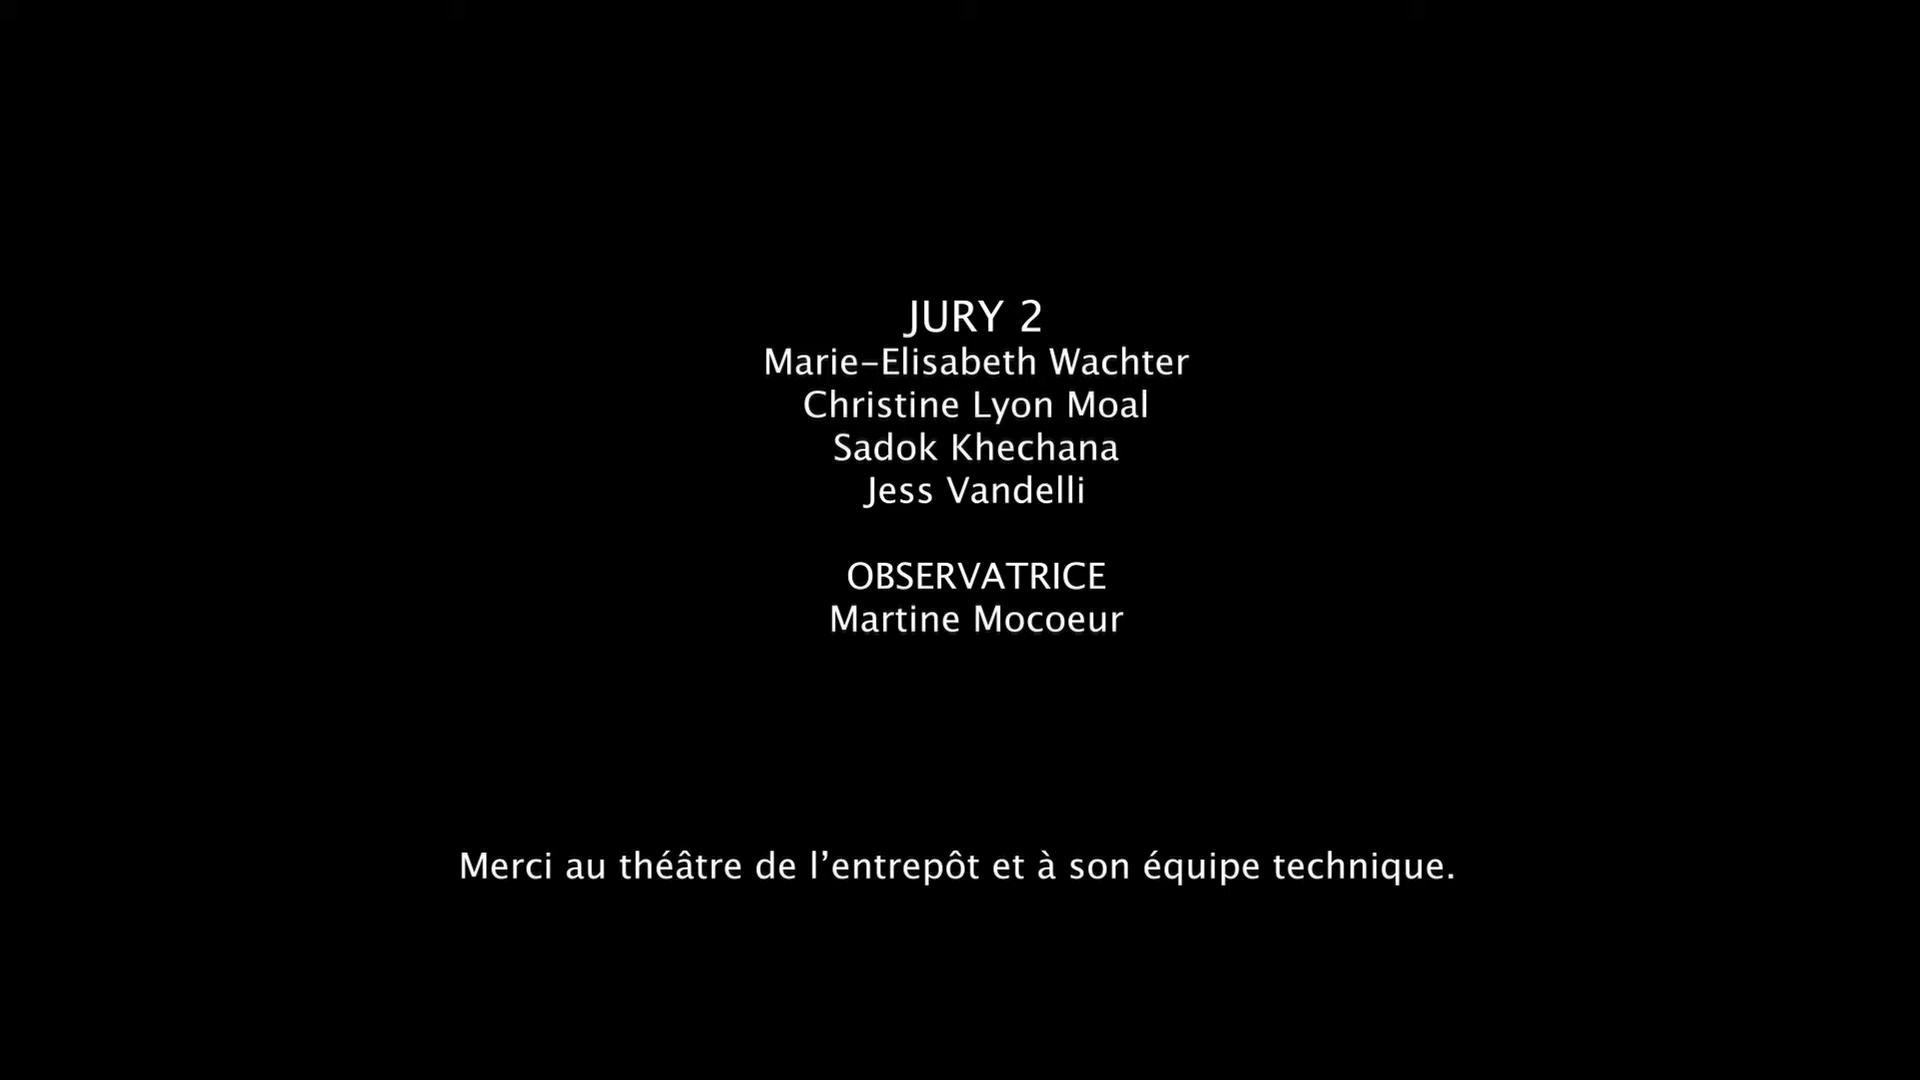 JURY 2
Marie-Elisabeth Wachter
Christine Lyon Moal
Sadok Khechana
Jess Vandelli
OBSERVATRICE
Martine Mocoeur
Merci au théâtre de l’entrepôt et à son équipe technique.